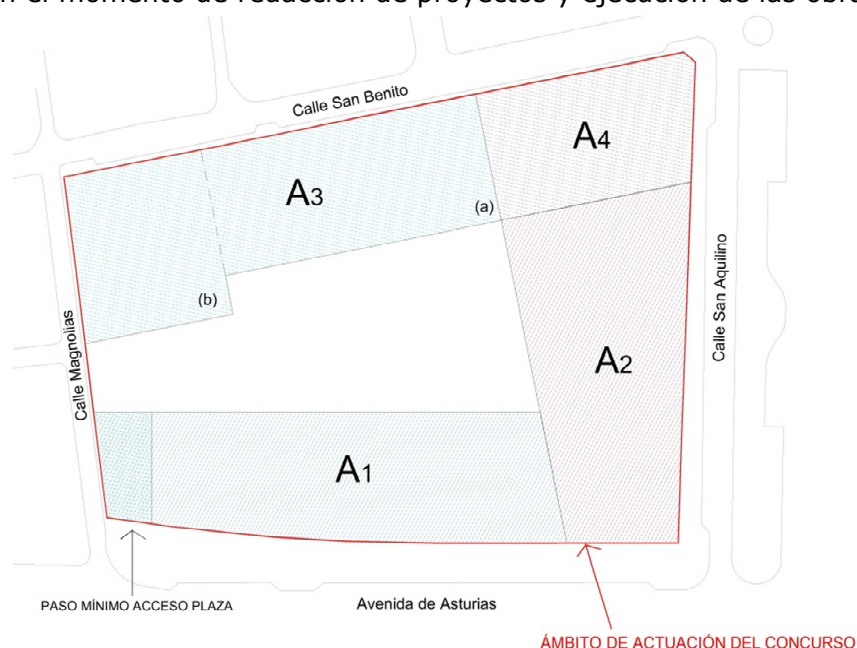 el momento de redacción de proyectos y ejecución de las
Calle San Benito
A4
A3
(a)
(b)
Calle San Aquilino
Calle Magnolias
A2
A1
PASO MÍNIMO ACCESO PLAZA
Avenida de Asturias
ÁMBITO DE ACTUACIÓN DEL CONCURSO